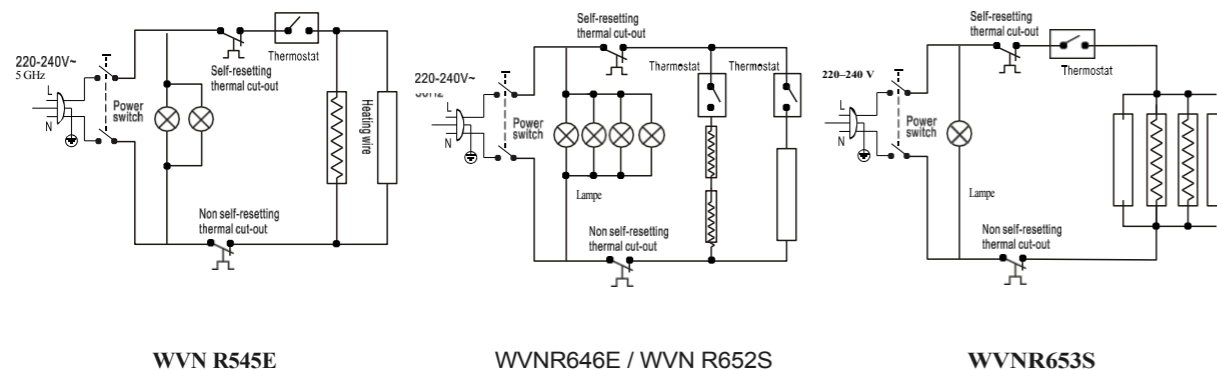 220-240V~
5 GHz
L
N
Power
switch
Self-resetting
thermal cut-out
Thermostat
Heating wire
Non self-resetting
thermal cut-out
WVN R545E
220-240V~
L
N
Power
switch
Self-resetting
thermal cut-out
Thermostat
Thermostat
Lampe
Non self-resetting
thermal cut-out
WVNR646E / WVN R652S
220–240 V
L
N
Power
switch
Self-resetting
thermal cut-out
Thermostat
Lampe
Non self-resetting
thermal cut-out
WVNR653S